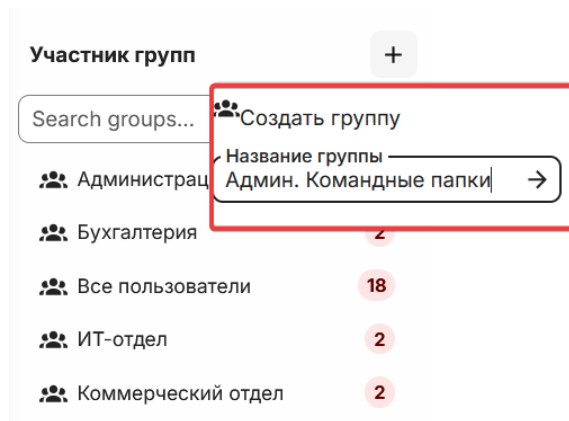 Участник групп +
Search groups...
Создать группу
Название группы
Админ. Командные папки
Администрац
Бухгалтерия 2
Все пользователи 18
ИТ-отдел 2
Коммерческий отдел 2